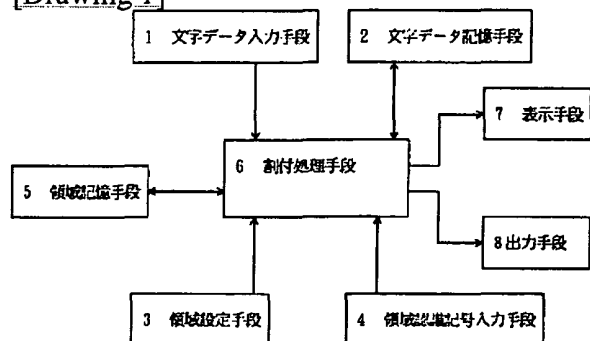 [Drawing 1]
1 文字データ入力手段
2 文字データ記憶手段
7 表示手段
6 割付処理手段
5 領域記憶手段
8出力手段
3 領域設定手段
4 領域認識記号入力手段